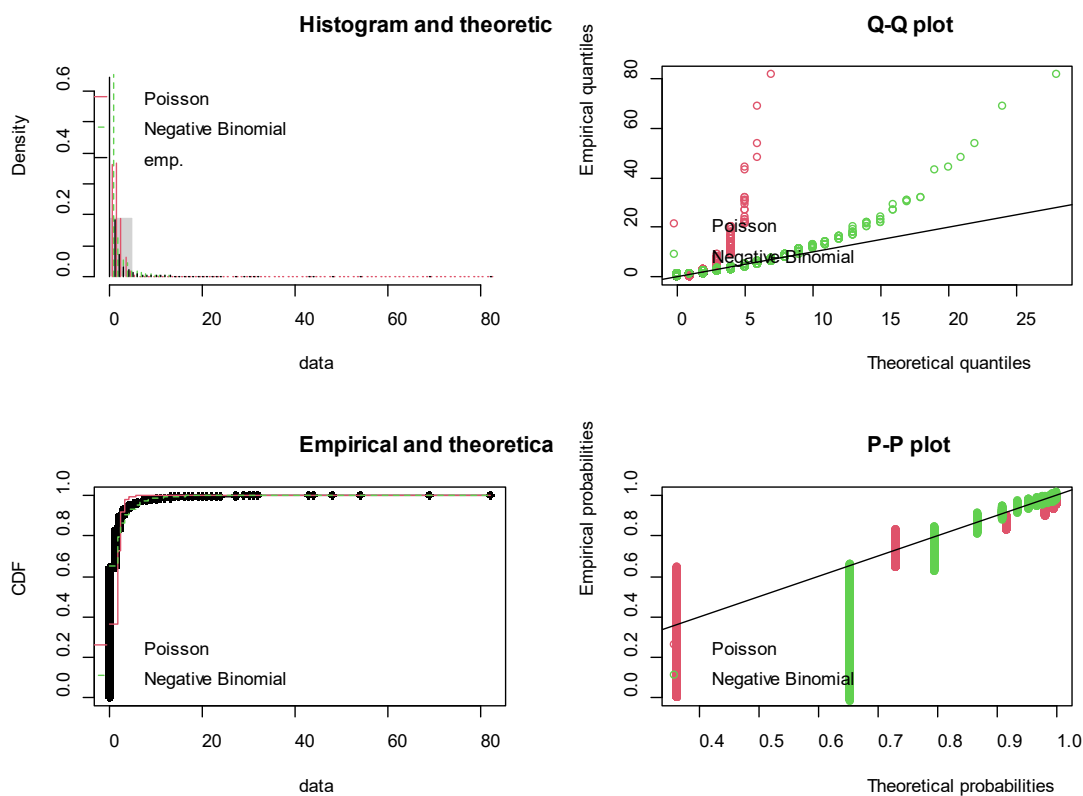 Histogram and theoretic
Density
0.0 0.2 0.4 0.6
Poisson
Negative Binomial
emp.
0 20 40 60 80
data
Q-Q plot
Empirical quantiles
0 20 40 60 80
Poisson
Negative Binomial
0 5 10 15 20 25
Theoretical quantiles
Empirical and theoretica
CDF
0.0 0.2 0.4 0.6 0.8 1.0
Poisson
Negative Binomial
0 20 40 60 80
data
P-P plot
Empirical probabilities
0.0 0.2 0.4 0.6 0.8 1.0
Poisson
Negative Binomial
0.4 0.5 0.6 0.7 0.8 0.9 1.0
Theoretical probabilities